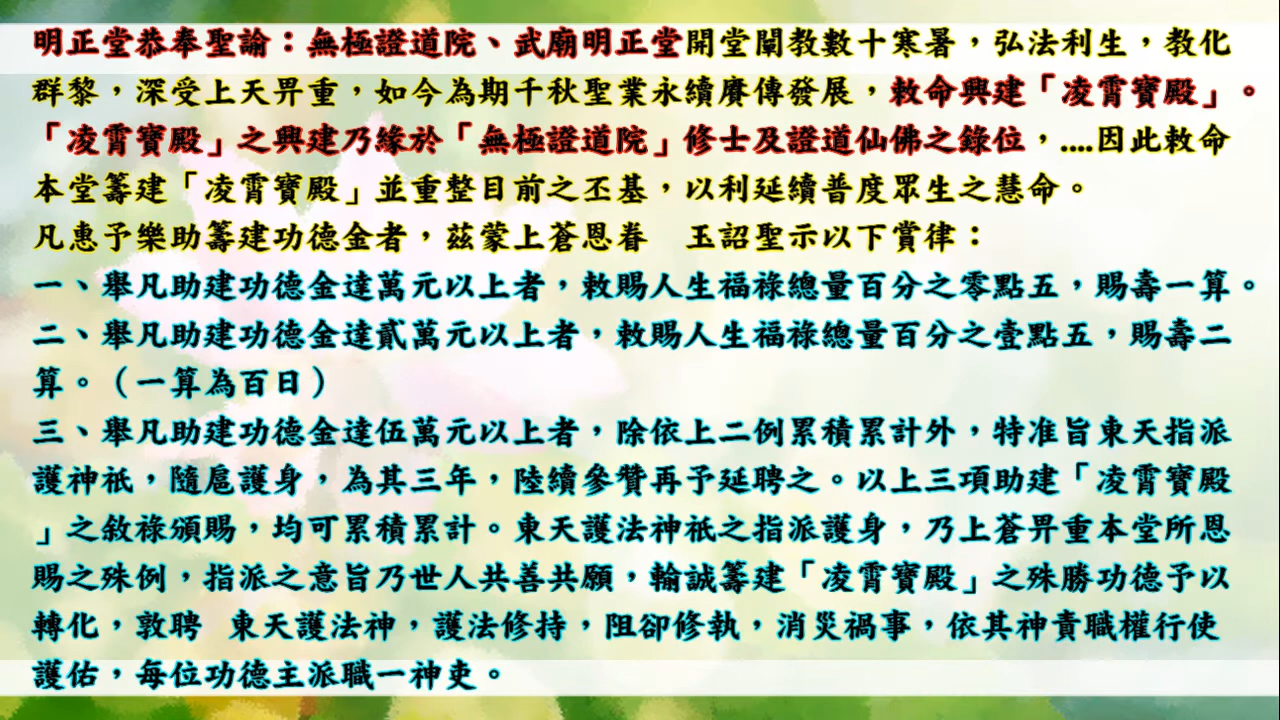 明正堂恭奉聖諭：無極證道院、武廟明正堂開堂闡教數十寒暑，弘法利生，教化
群黎，深受上天畀重，如今為期千秋聖業永續賡傳發展，敕命興建「凌霄寶殿」。
「凌霄寶殿」之興建乃緣於「無極證道院」修士及證道仙佛之錄位，....因此敕命
本堂籌建「凌霄寶殿」並重整目前之丕基，以利延續普度眾生之慧命。
凡惠予樂助籌建功德金者，茲蒙上蒼恩眷　玉詔聖示以下賞律：
一、舉凡助建功德金達萬元以上者，敕賜人生福祿總量百分之零點五，賜壽一算。
二、舉凡助建功德金達貳萬元以上者，敕賜人生福祿總量百分之壹點五，賜壽二
算。（一算為百日）
三、舉凡助建功德金達伍萬元以上者，除依上二例累積累計外，特准旨東天指派
護神祇，隨扈護身，為其三年，陸續參贊再予延聘之。以上三項助建「凌霄寶殿
」之敘祿頒賜，均可累積累計。東天護法神祇之指派護身，乃上蒼畀重本堂所恩
賜之殊例，指派之意旨乃世人共善共願，輸誠籌建「凌霄寶殿」之殊勝功德予以
轉化，敦聘　東天護法神，護法修持，阻卻修執，消災禍事，依其神責職權行使
護佑，每位功德主派職一神吏。